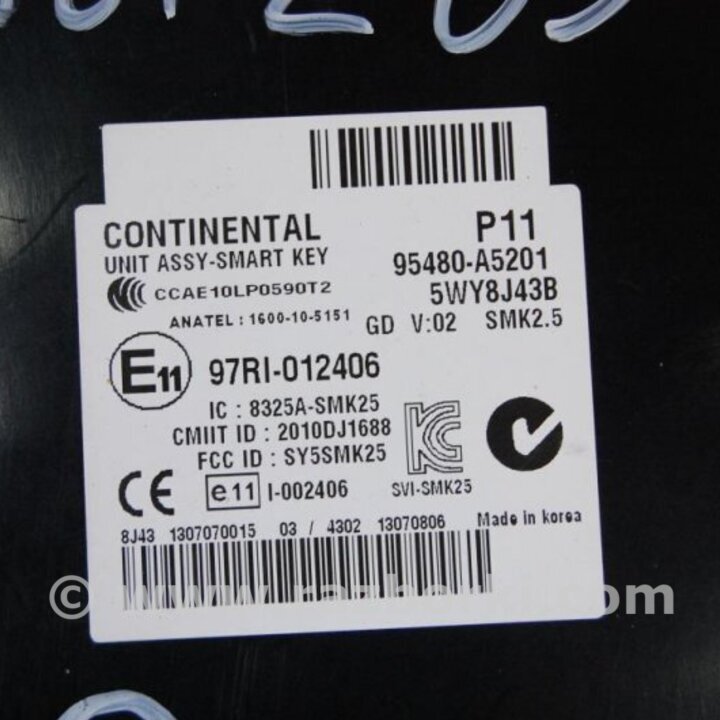 CONTINENTAL P11
UNIT ASSY-SMART KEY 95480-A5201
CCAE10LP0590T2 5WY8J43B
ANATEL : 1600-10-5151 GD V:02 SMK2.5
E11 97RI-012406
IC : 8325A-SMK25
CMIIT ID : 2010DJ1688
FCC ID : SY5SMK25
CE e11 I-002406 SVI-SMK25
8J43 1307070015 03 / 4302 13070806 Made in korea